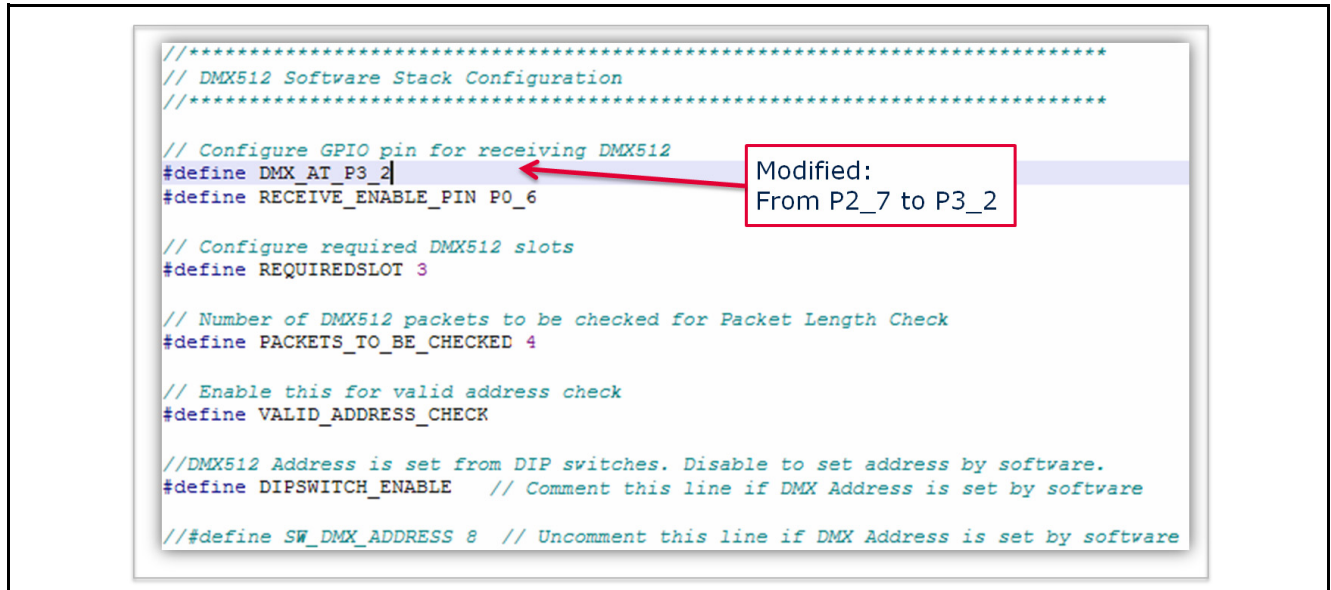 //***************************************************************************
// DMX512 Software Stack Configuration
//***************************************************************************
// Configure GPIO pin for receiving DMX512
#define DMX_AT_P3_2
#define RECEIVE_ENABLE_PIN P0_6
Modified:
From P2_7 to P3_2
// Configure required DMX512 slots
#define REQUIREDSLOT 3
// Number of DMX512 packets to be checked for Packet Length Check
#define PACKETS_TO_BE_CHECKED 4
// Enable this for valid address check
#define VALID_ADDRESS_CHECK
//DMX512 Address is set from DIP switches. Disable to set address by software.
#define DIPSWITCH_ENABLE // Comment this line if DMX Address is set by software
//#define SW_DMX_ADDRESS 8 // Uncomment this line if DMX Address is set by software